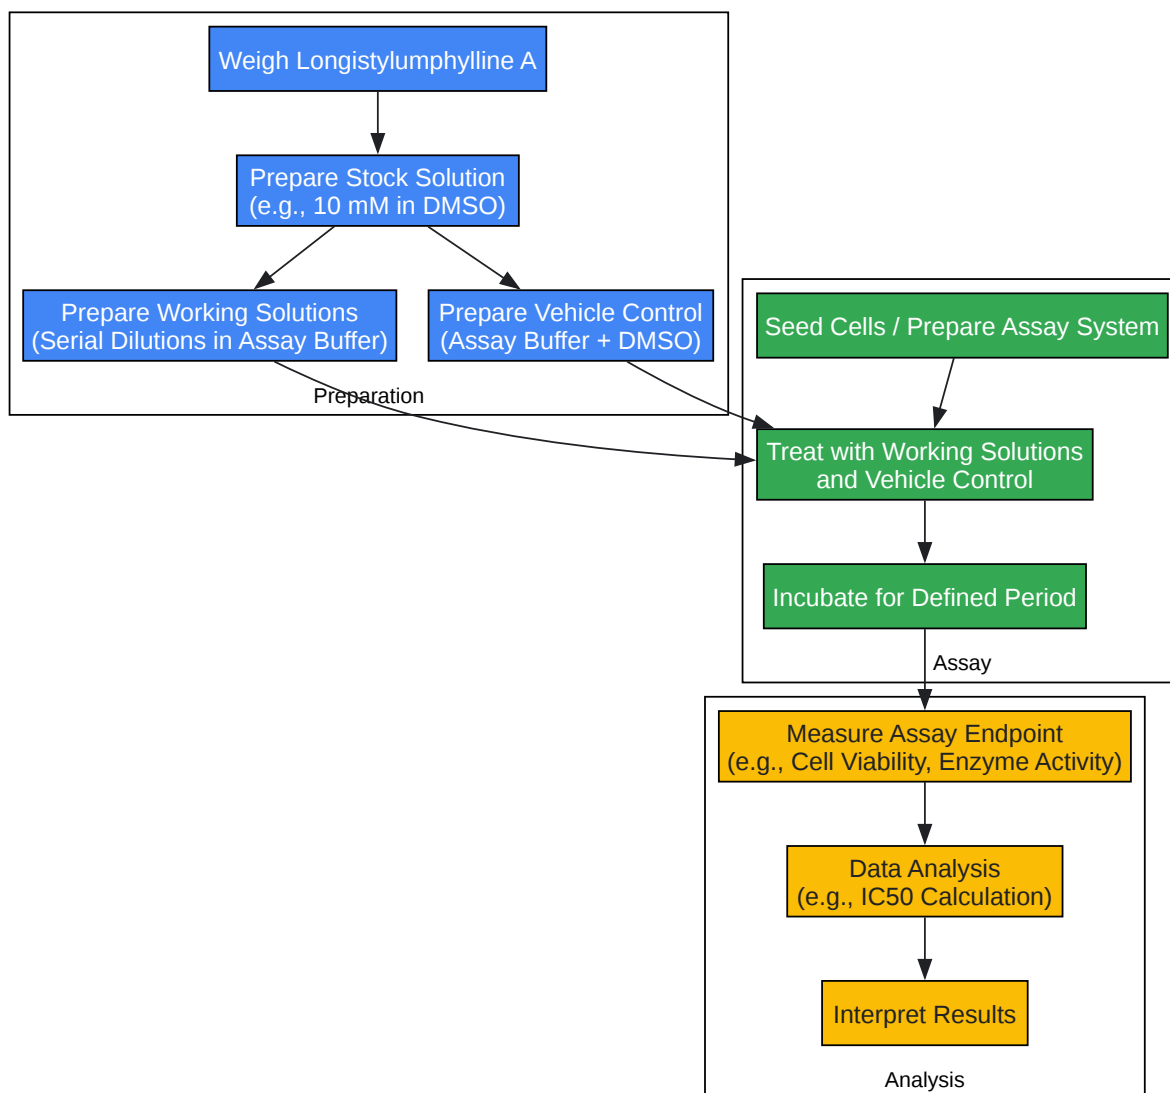 Weigh Longistylumphylline A
Prepare Stock Solution
(e.g., 10 mM in DMSO)
Prepare Working Solutions
(Serial Dilutions in Assay Buffer)
Prepare Vehicle Control
(Assay Buffer + DMSO)
Preparation
Seed Cells / Prepare Assay System
Treat with Working Solutions
and Vehicle Control
Incubate for Defined Period
Assay
Measure Assay Endpoint
(e.g., Cell Viability, Enzyme Activity)
Data Analysis
(e.g., IC50 Calculation)
Interpret Results
Analysis